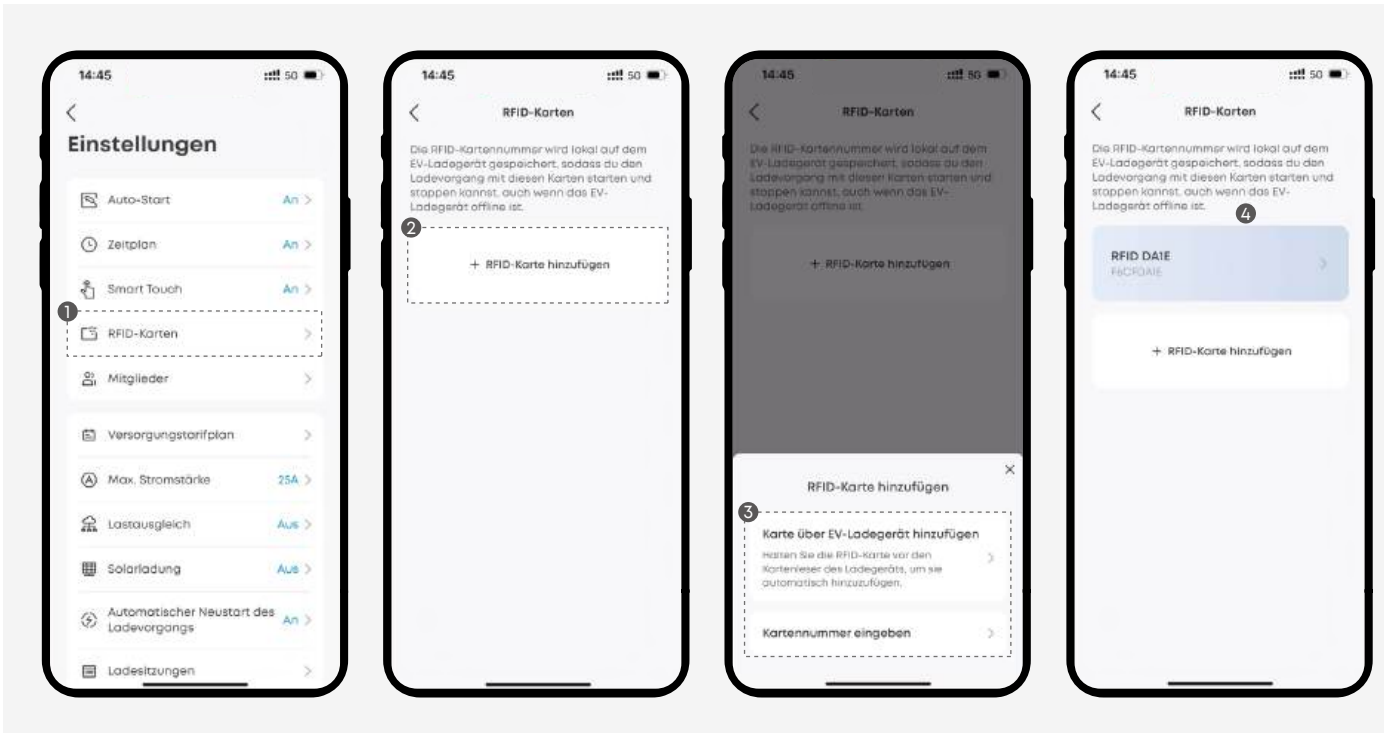 14:45
5G
Einstellungen
Auto-Start An
Zeitplan An
Smart Touch An
1
RFID-Karten
Mitglieder
Versorgungstarifplan
Max. Stromstärke 25A
Lastausgleich Aus
Solarladung Aus
Automatischer Neustart des
Ladevorgangs
An
Ladesitzungen
14:45
5G
RFID-Karten
Die RFID-Kartennummer wird lokal auf dem
EV-Ladegerät gespeichert, sodass du den
Ladevorgang mit diesen Karten starten und
stoppen kannst, auch wenn das EV-
Ladegerät offline ist.
2
+ RFID-Karte hinzufügen
14:45
5G
RFID-Karten
Die RFID-Kartennummer wird lokal auf dem
EV-Ladegerät gespeichert, sodass du den
Ladevorgang mit diesen Karten starten und
stoppen kannst, auch wenn das EV-
Ladegerät offline ist.
+ RFID-Karte hinzufügen
RFID-Karte hinzufügen
3
Karte über EV-Ladegerät hinzufügen
Halten Sie die RFID-Karte vor den
Kartenleser des Ladegeräts, um sie
automatisch hinzuzufügen.
Kartennummer eingeben
14:45
5G
RFID-Karten
Die RFID-Kartennummer wird lokal auf dem
EV-Ladegerät gespeichert, sodass du den
Ladevorgang mit diesen Karten starten und
stoppen kannst, auch wenn das EV-
Ladegerät offline ist.
4
RFID DA1E
+ RFID-Karte hinzufügen